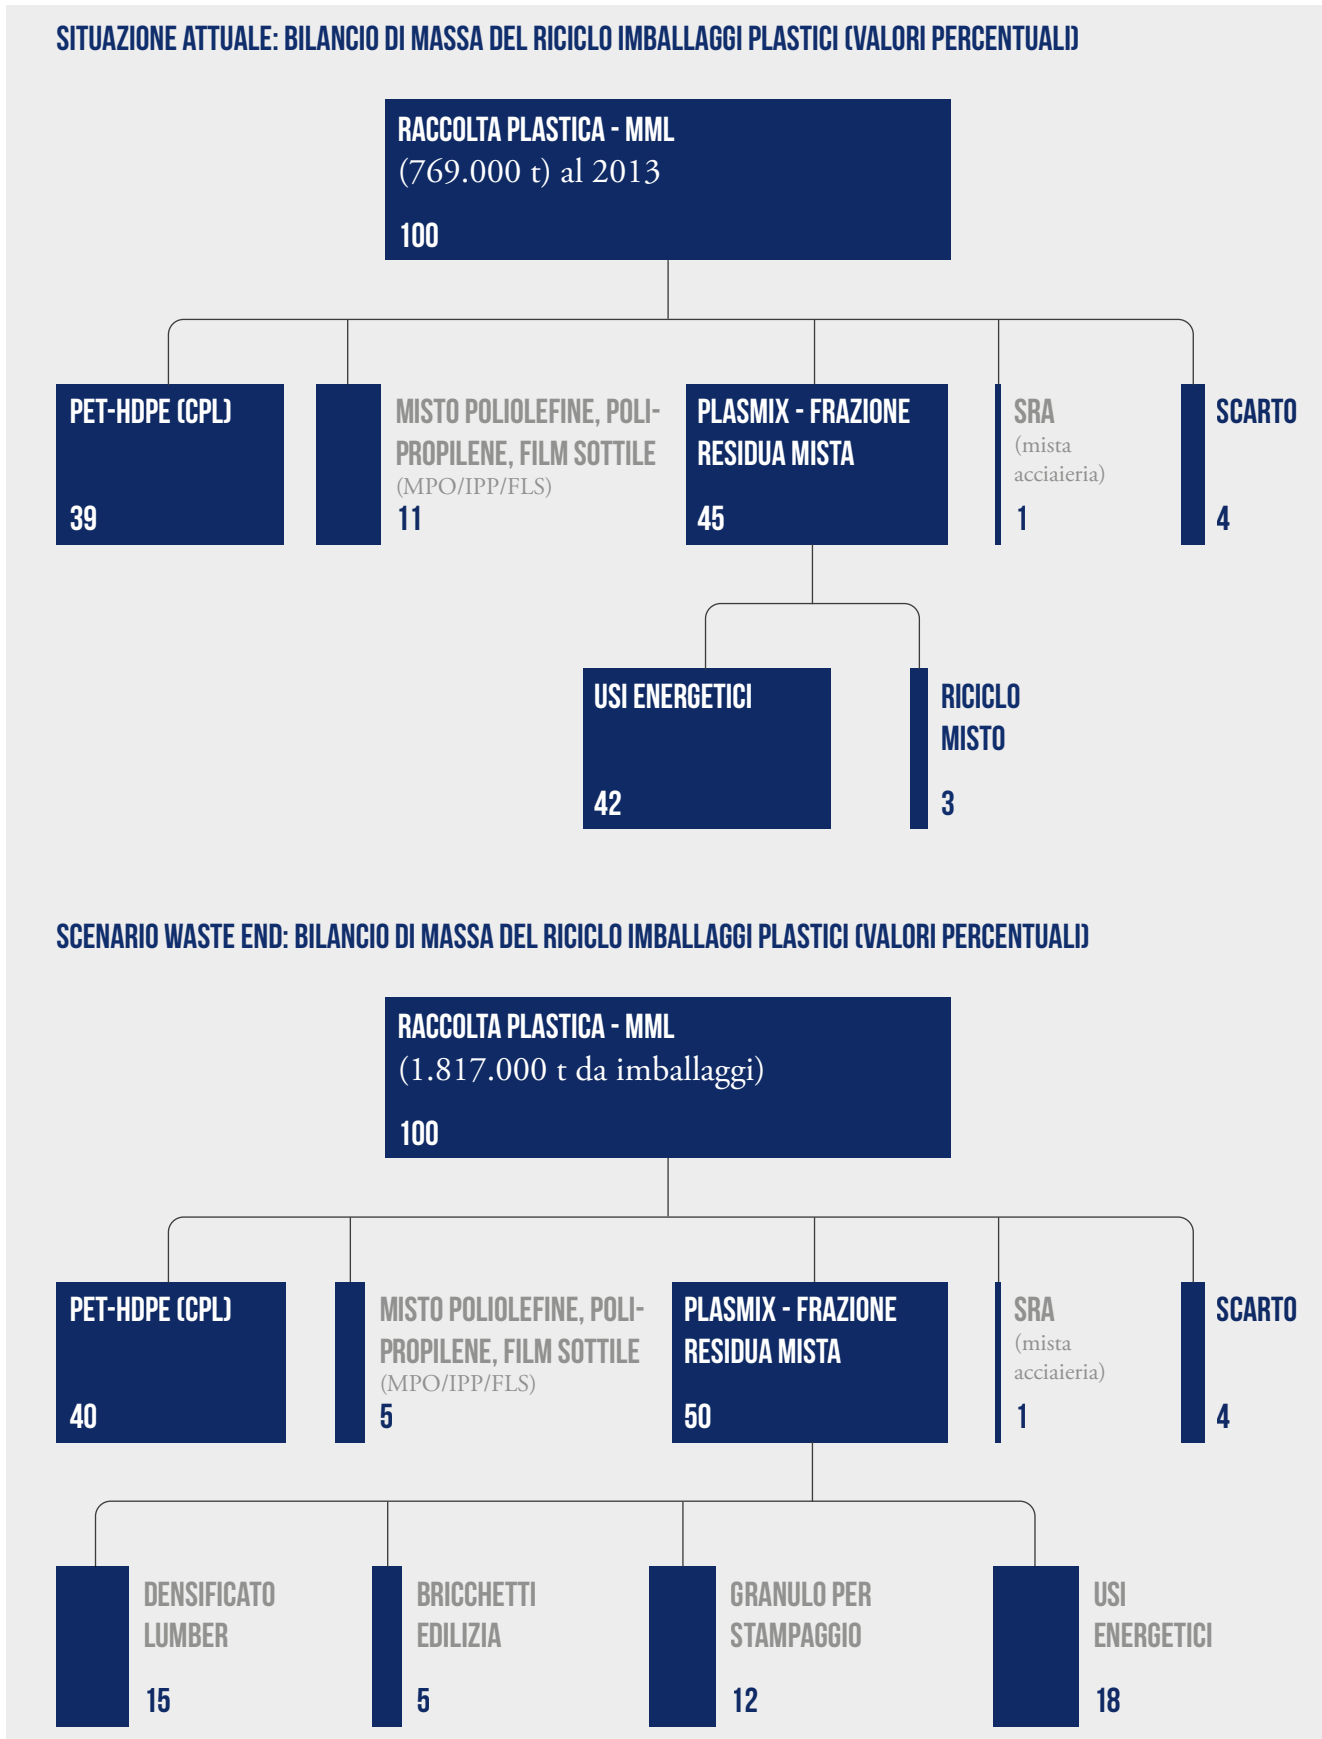 SITUAZIONE ATTUALE: BILANCIO DI MASSA DEL RICICLO IMBALLAGGI PLASTICI (VALORI PERCENTUALI)
RACCOLTA PLASTICA - MML
(769.000 t) al 2013
100
PET-HDPE (CPL)
39
MISTO POLIOLEFINE, POLI-
PROPILENE, FILM SOTTILE
(MPO/IPP/FLS)
11
PLASMIX - FRAZIONE
RESIDUA MISTA
45
SRA
(mista
acciaieria)
1
SCARTO
4
USI ENERGETICI
42
RICICLO
MISTO
3
SCENARIO WASTE END: BILANCIO DI MASSA DEL RICICLO IMBALLAGGI PLASTICI (VALORI PERCENTUALI)
RACCOLTA PLASTICA - MML
(1.817.000 t da imballaggi)
100
PET-HDPE (CPL)
40
MISTO POLIOLEFINE, POLI-
PROPILENE, FILM SOTTILE
(MPO/IPP/FLS)
5
PLASMIX - FRAZIONE
RESIDUA MISTA
50
SRA
(mista
acciaieria)
1
SCARTO
4
DENSIFICATO
LUMBER
15
BRICCHETTI
EDILIZIA
5
GRANULO PER
STAMPAGGIO
12
USI
ENERGETICI
18